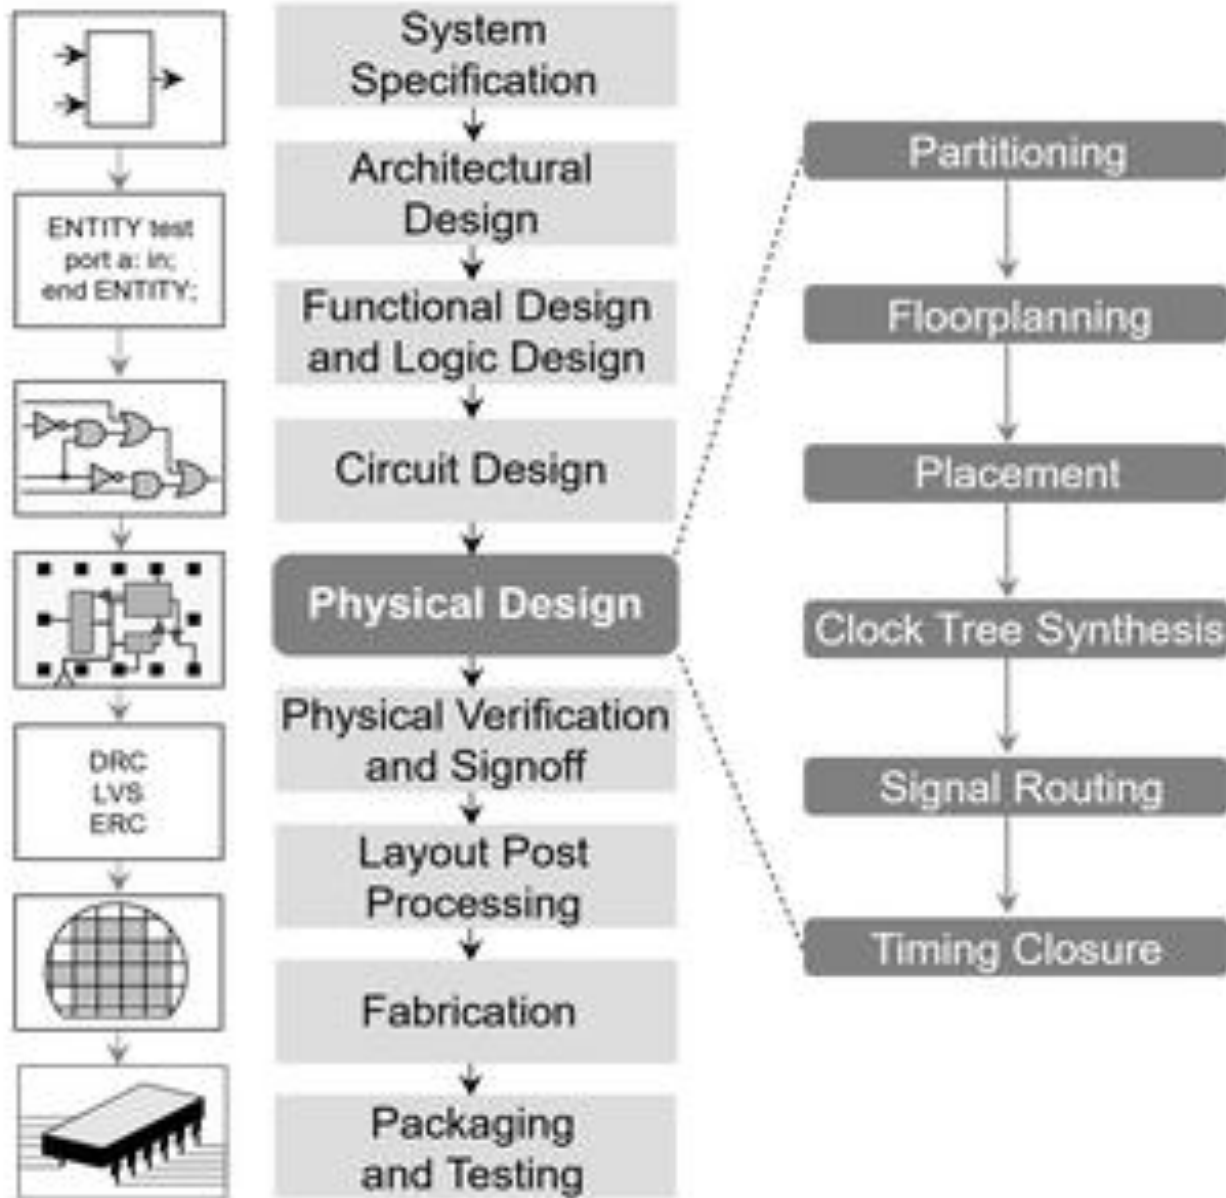 ENTITY test
port a: in;
end ENTITY;
DRC
LVS
ERC
System
Specification
Architectural
Design
Functional Design
and Logic Design
Circuit Design
Physical Design
Physical Verification
and Signoff
Layout Post
Processing
Fabrication
Packaging
and Testing
Partitioning
Floorplanning
Placement
Clock Tree Synthesis
Signal Routing
Timing Closure